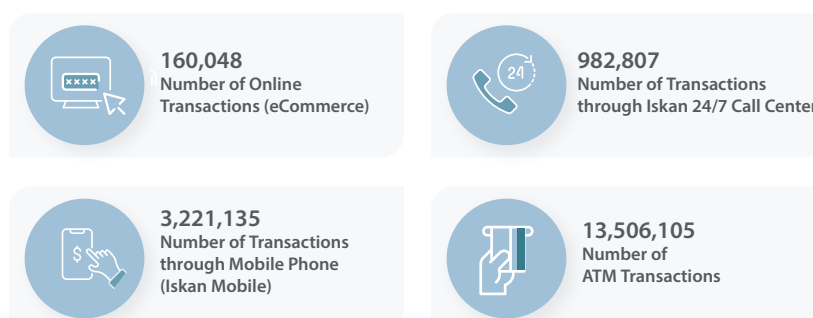 xxxx
160,048
Number of Online
Transactions (eCommerce)
24
982,807
Number of Transactions
through Iskan 24/7 Call Center
$
3,221,135
Number of Transactions
through Mobile Phone
(Iskan Mobile)
13,506,105
Number of
ATM Transactions